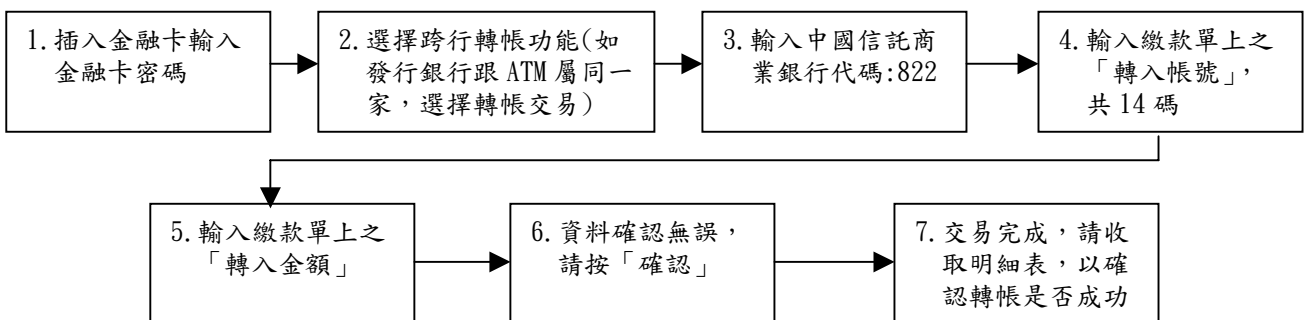 1.插入金融卡輸入
金融卡密碼
2.選擇跨行轉帳功能(如
發行銀行跟 ATM 屬同一
家，選擇轉帳交易)
3.輸入中國信託商
業銀行代碼:822
4.輸入繳款單上之
「轉入帳號」，
共 14 碼
5.輸入繳款單上之
「轉入金額」
6.資料確認無誤，
請按「確認」
7.交易完成，請收
取明細表，以確
認轉帳是否成功